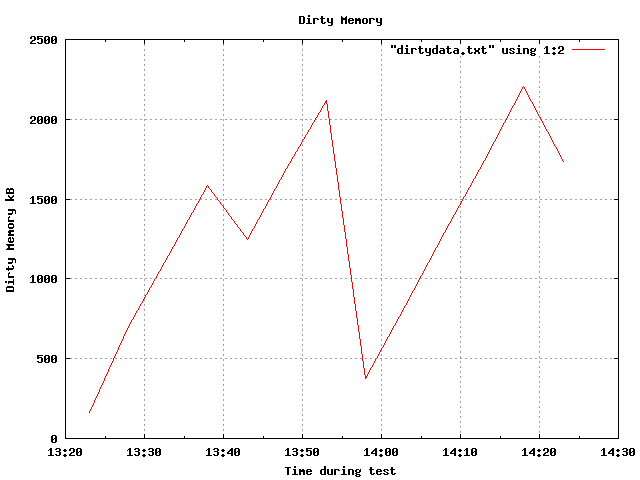 Dirty Memory
"dirtydata.txt" using 1:2
2500
2000
1500
1000
500
0
Dirty Memory kB
13:20 13:30 13:40 13:50 14:00 14:10 14:20 14:30
Time during test